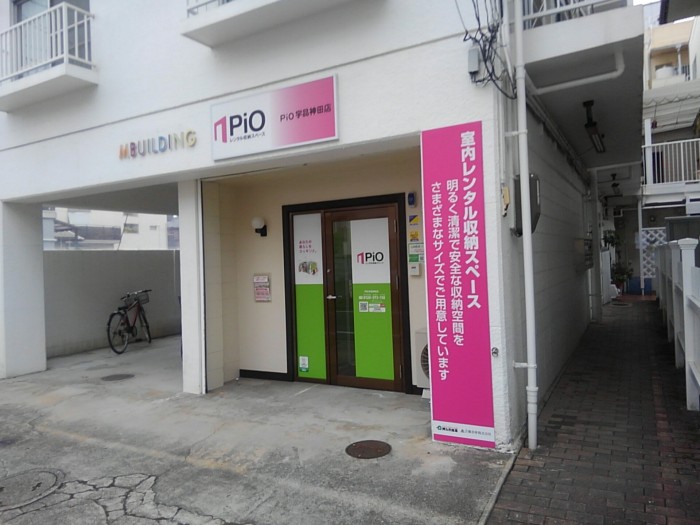 MBUILDING
PiO
レンタル収納スペース
PiO宇品神田店
室内レンタル収納スペース
明るく清潔で安全な収納空間を
さまざまなサイズでご用意しています
PiO